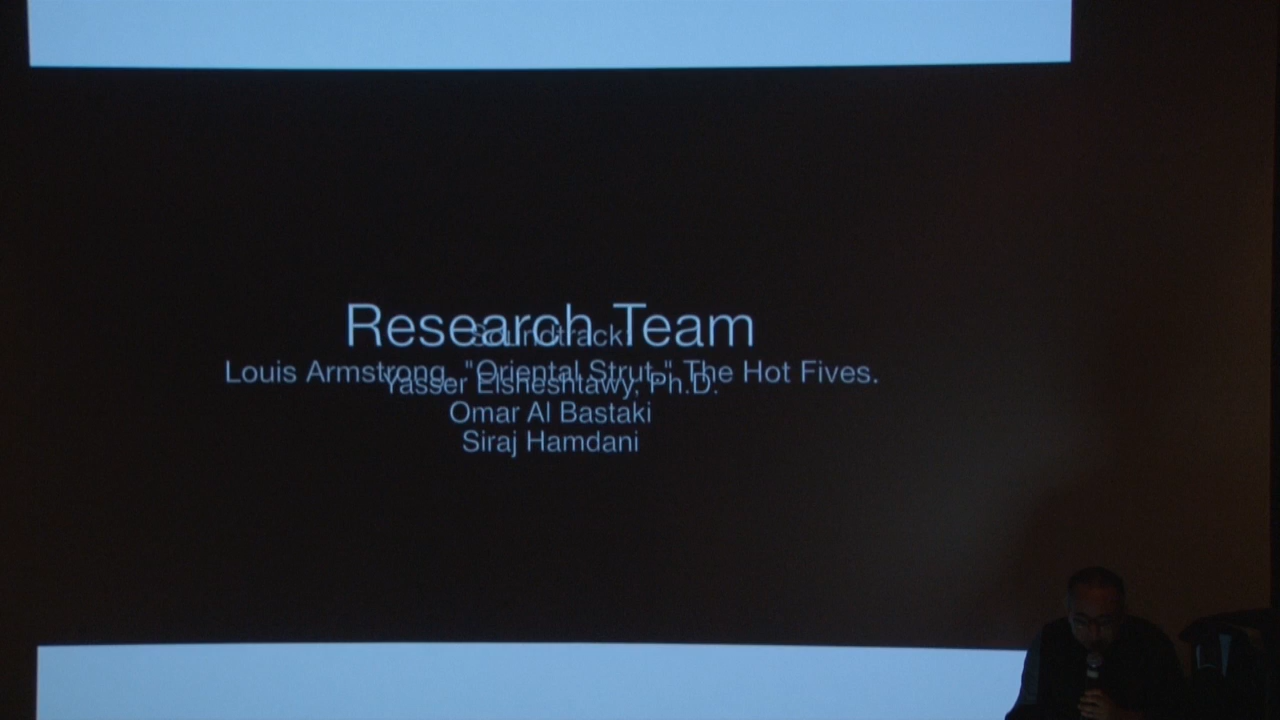 Research Team
Soundtrack:
Louis Armstrong, "Oriental Strut," The Hot Fives.
Yasser Elsheshtawy, Ph.D.
Omar Al Bastaki
Siraj Hamdani